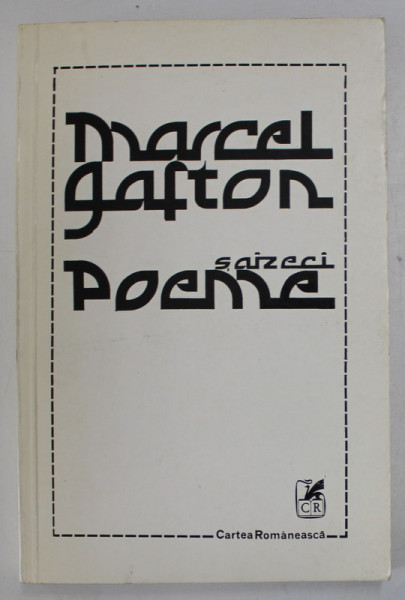 marcel
gafton
șaizeci
Poeme
CR
Cartea Românească